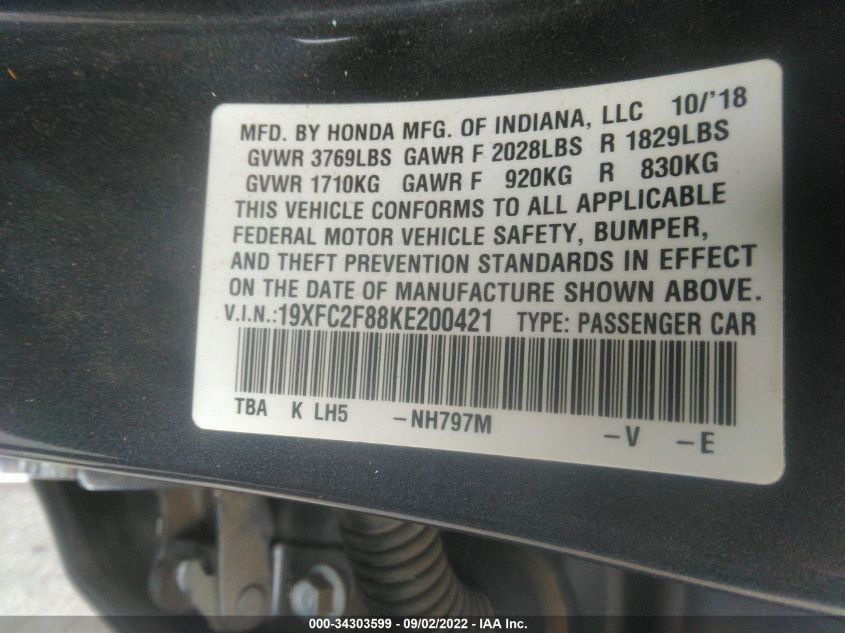 MFD. BY HONDA MFG. OF INDIANA, LLC 10/'18
GVWR 3769LBS GAWR F 2028LBS R 1829LBS
GVWR 1710KG GAWR F 920KG R 830KG
THIS VEHICLE CONFORMS TO ALL APPLICABLE
FEDERAL MOTOR VEHICLE SAFETY, BUMPER,
AND THEFT PREVENTION STANDARDS IN EFFECT
ON THE DATE OF MANUFACTURE SHOWN ABOVE.
V.I.N.:19XFC2F88KE200421 TYPE: PASSENGER CAR
TBA K LH5 -NH797M -V -E
000-34303599 - 09/02/2022 - IAA Inc.